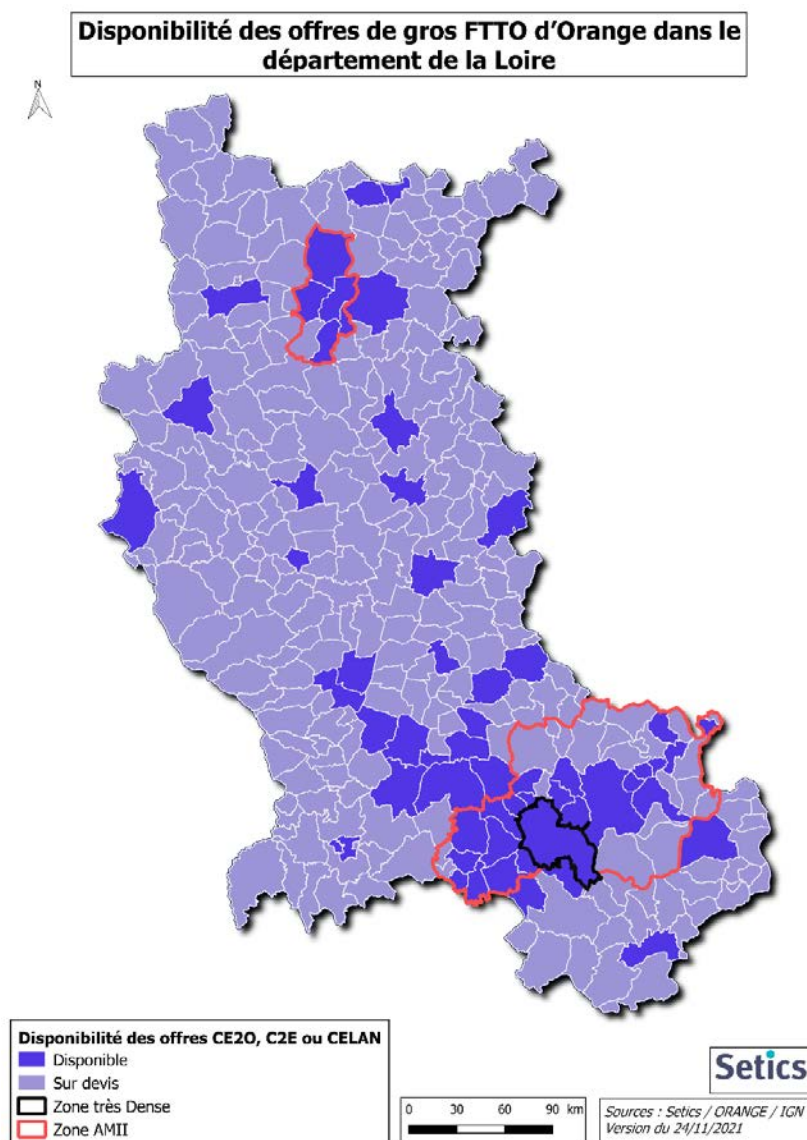 Disponibilité des offres de gros FTTO d'Orange dans le
département de la Loire
N
Disponibilité des offres CE2O, C2E ou CELAN
Disponible
Sur devis
Zone très Dense
Zone AMII
0 30 60 90 km
Setics
Sources : Setics / ORANGE / IGN
Version du 24/11/2021